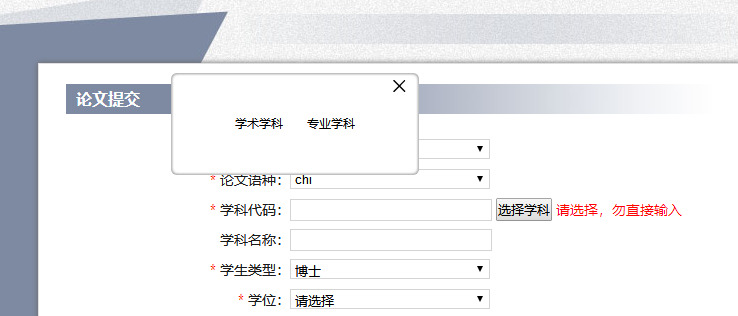 论文提交
学术学科 专业学科
* 论文语种： chi
* 学科代码： 选择学科 请选择，勿直接输入
学科名称：
* 学生类型： 博士
* 学位： 请选择